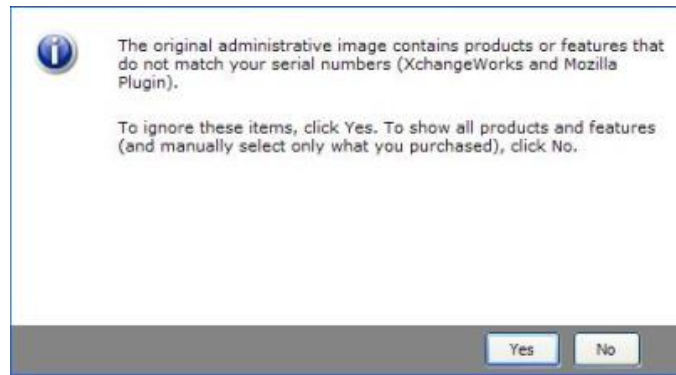 The original administrative image contains products or features that
do not match your serial numbers (XchangeWorks and Mozilla
Plugin).
To ignore these items, click Yes. To show all products and features
(and manually select only what you purchased), click No.
Yes No